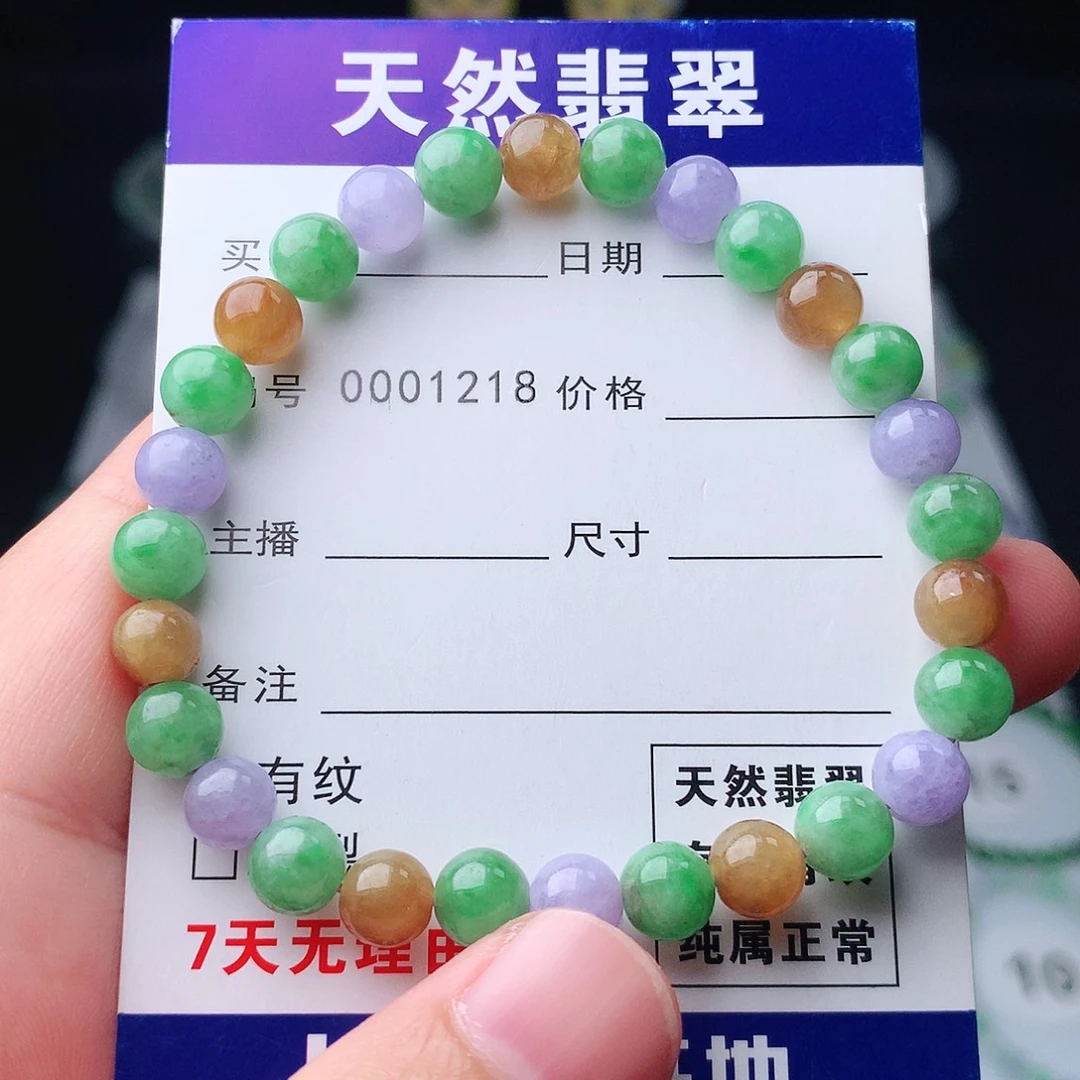 天然翡翠
买 日期
号 0001218 价格
主播 尺寸
备注
有纹
天然翡翠
7天无理由
纯属正常
地